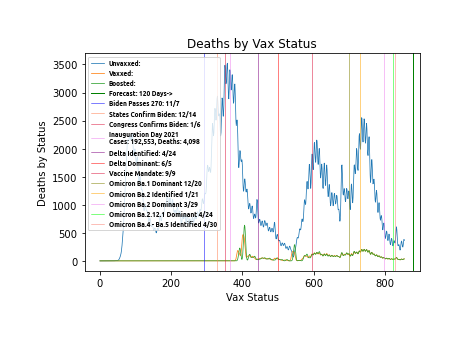 Deaths by Vax Status
Deaths by Vax Status
3500
3000
2500
2000
1500
1000
500
0
Unvaxxed:
Vaxxed:
Boosted:
Forecast: 120 Days->
Biden Passes 270: 11/7
States Confirm Biden: 12/14
Congress Confirms Biden: 1/6
Inauguration Day 2021
Cases: 192,553, Deaths: 4,098
Delta Identified: 4/24
Delta Dominant: 6/5
Vaccine Mandate: 9/9
Omicron Ba.1 Dominant 12/20
Omicron Ba.2 Identified 1/21
Omicron Ba.2 Dominant 3/29
Omicron Ba.2.12.1 Dominant 4/24
Omicron Ba.4 - Ba.5 Identified 4/30
0 200 400 600 800
Vax Status